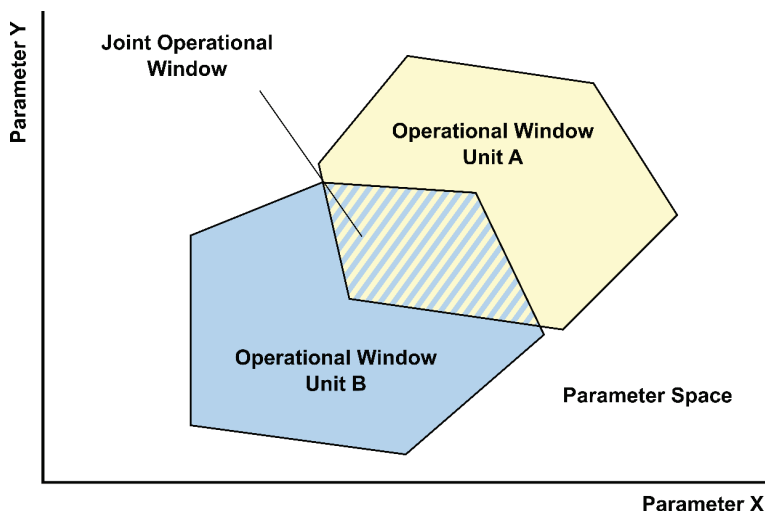 Parameter Y
Joint Operational
Window
Operational Window
Unit A
Operational Window
Unit B
Parameter Space
Parameter X